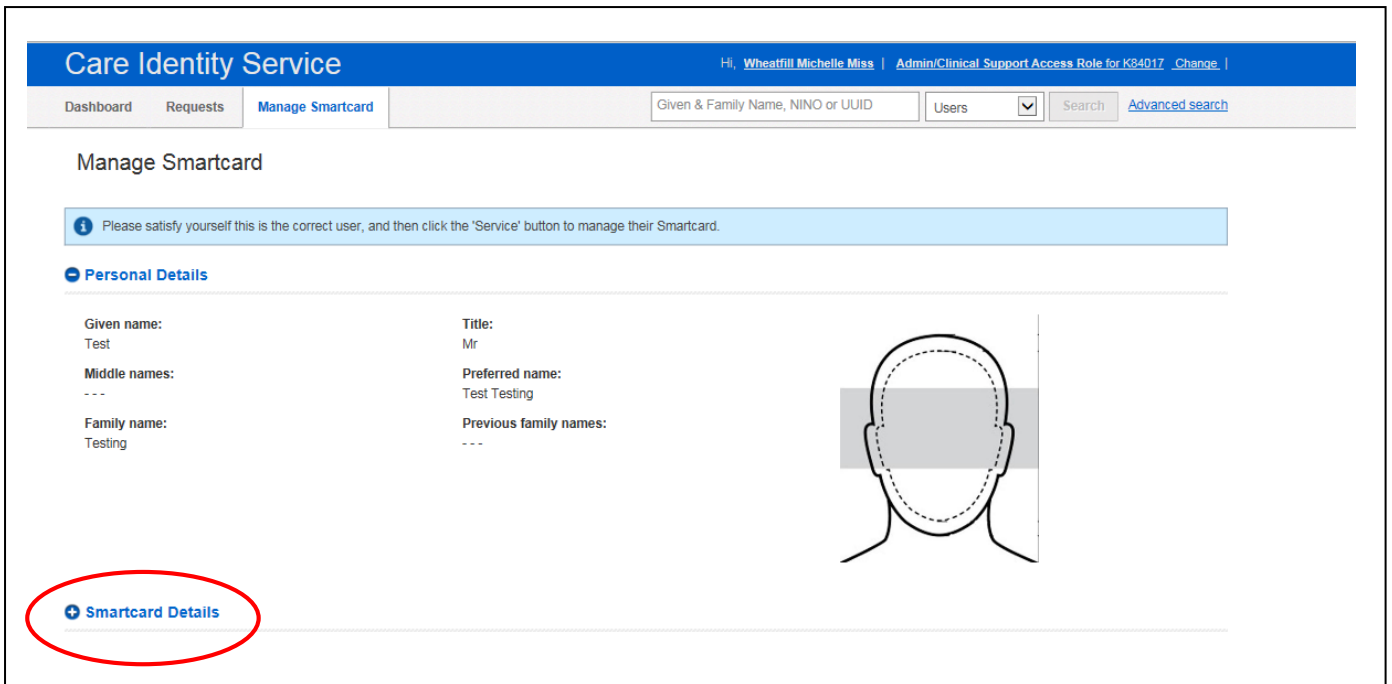 Care Identity Service
Hi, Wheatfill Michelle Miss | Admin/Clinical Support Access Role for K84017 Change |
Dashboard Requests Manage Smartcard
Given & Family Name, NINO or UUID Users Search Advanced search
Manage Smartcard
Please satisfy yourself this is the correct user, and then click the 'Service' button to manage their Smartcard.
Personal Details
Given name: Title:
Test Mr
Middle names: Preferred name:
- - - Test Testing
Family name: Previous family names:
Testing - - -
Smartcard Details